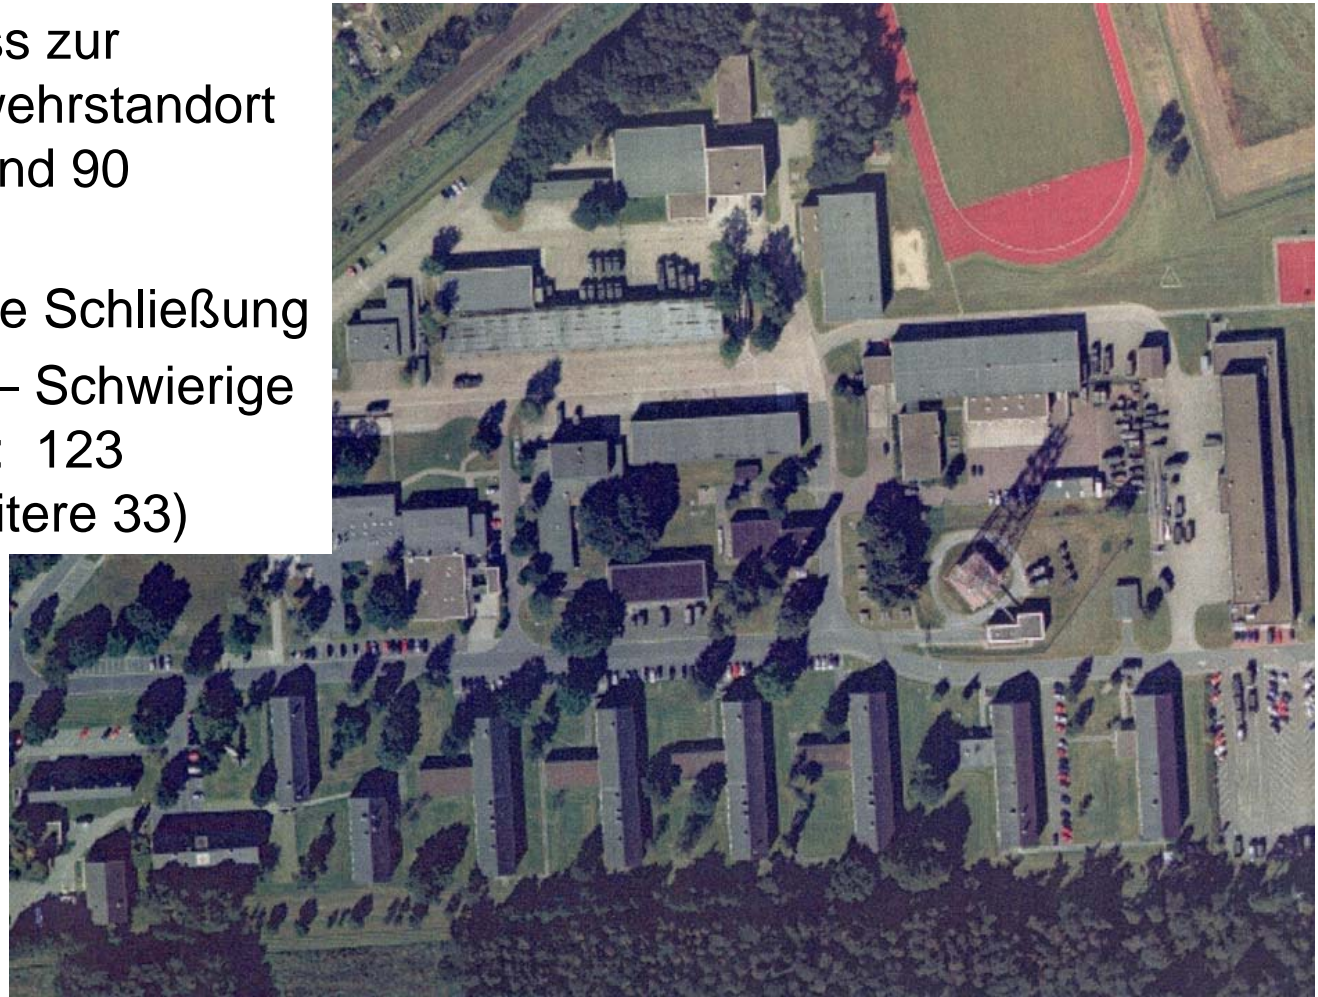 ss zur
wehrstandort
nd 90
e Schließung
– Schwierige
: 123
itere 33)